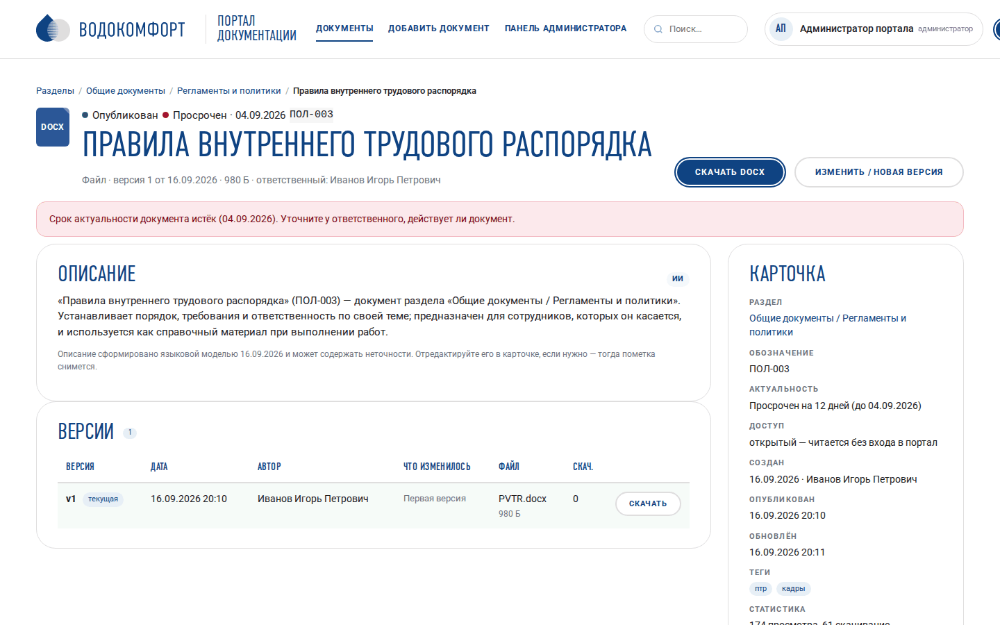 ВОДОКОМФОРТ
ПОРТАЛ
ДОКУМЕНТАЦИИ
ДОКУМЕНТЫ
ДОБАВИТЬ ДОКУМЕНТ
ПАНЕЛЬ АДМИНИСТРАТОРА
Поиск...
АП
Администратор портала администратор
Разделы / Общие документы / Регламенты и политики / Правила внутреннего трудового распорядка
DOCX
Опубликован Просрочен · 04.09.2026 ПОЛ-003
ПРАВИЛА ВНУТРЕННЕГО ТРУДОВОГО РАСПОРЯДКА
Файл · версия 1 от 16.09.2026 · 980 Б · ответственный: Иванов Игорь Петрович
СКАЧАТЬ DOCX
ИЗМЕНИТЬ / НОВАЯ ВЕРСИЯ
Срок актуальности документа истёк (04.09.2026). Уточните у ответственного, действует ли документ.
ОПИСАНИЕ
ИИ
«Правила внутреннего трудового распорядка» (ПОЛ-003) — документ раздела «Общие документы / Регламенты и политики».
Устанавливает порядок, требования и ответственность по своей теме; предназначен для сотрудников, которых он касается,
и используется как справочный материал при выполнении работ.
Описание сформировано языковой моделью 16.09.2026 и может содержать неточности. Отредактируйте его в карточке, если нужно — тогда пометка
снимется.
ВЕРСИИ 1
ВЕРСИЯ ДАТА АВТОР ЧТО ИЗМЕНИЛОСЬ ФАЙЛ СКАЧ.
v1 текущая 16.09.2026 20:10 Иванов Игорь Петрович Первая версия PVTR.docx 0 СКАЧАТЬ
980 Б
КАРТОЧКА
РАЗДЕЛ
Общие документы / Регламенты и
политики
ОБОЗНАЧЕНИЕ
ПОЛ-003
АКТУАЛЬНОСТЬ
Просрочен на 12 дней (до 04.09.2026)
ДОСТУП
открытый — читается без входа в портал
СОЗДАН
16.09.2026 · Иванов Игорь Петрович
ОПУБЛИКОВАН
16.09.2026 20:10
ОБНОВЛЁН
16.09.2026 20:11
ТЕГИ
птр кадры
СТАТИСТИКА
174 просмотра, 61 скачивание